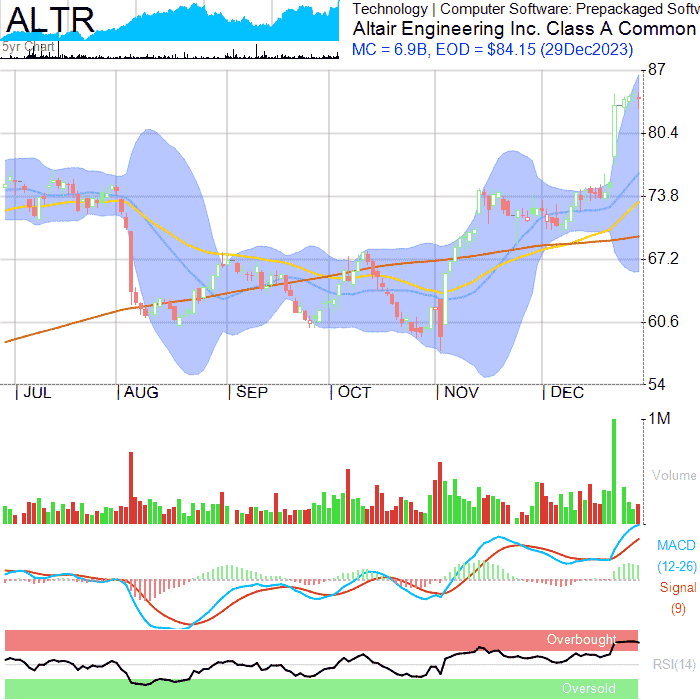 ALTR
5yr Chart
Technology | Computer Software: Prepackaged Softw
Altair Engineering Inc. Class A Common
MC = 6.9B, EOD = $84.15 (29Dec2023)
87
80.4
73.8
67.2
60.6
54
|JUL |AUG |SEP |OCT |NOV |DEC
1M
Volume
MACD
(12-26)
Signal
(9)
Overbought
RSI(14)
Oversold